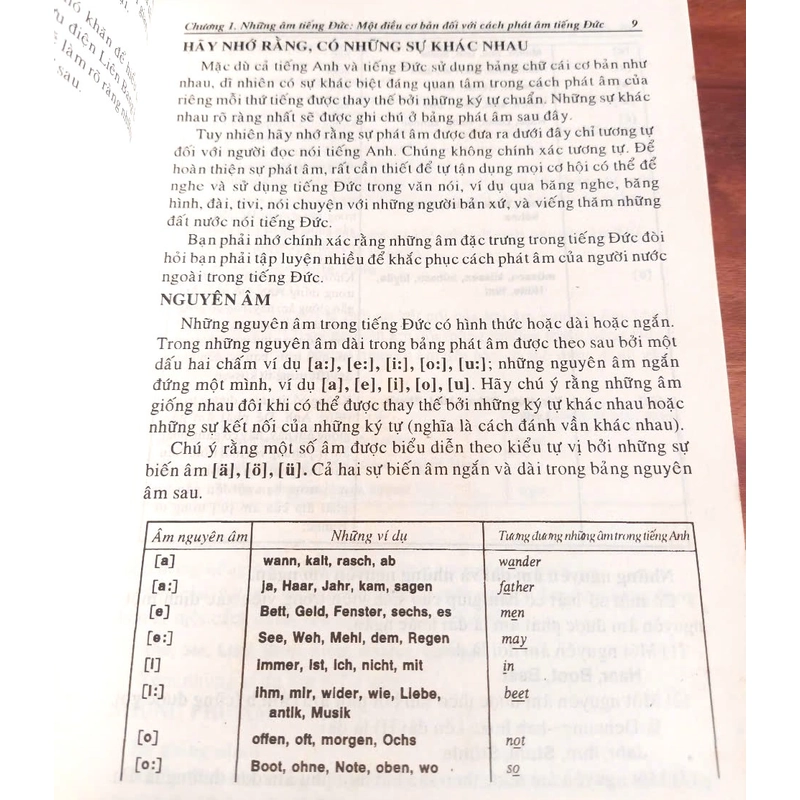 khó khăn để hiểu
điện Liên Bang
làm rõ ràng những
sau.
Chương 1. Những âm tiếng Đức: Một điều cơ bản đối với cách phát âm tiếng Đức 9
HÃY NHỚ RẰNG, CÓ NHỮNG SỰ KHÁC NHAU
Mặc dù cả tiếng Anh và tiếng Đức sử dụng bảng chữ cái cơ bản như
nhau, dĩ nhiên có sự khác biệt đáng quan tâm trong cách phát âm của
riêng mỗi thứ tiếng được thay thế bởi những ký tự chuẩn. Những sự khác
nhau rõ ràng nhất sẽ được ghi chú ở bảng phát âm sau đây.
Tuy nhiên hãy nhớ rằng sự phát âm được đưa ra dưới đây chỉ tương tự
đối với người đọc nói tiếng Anh. Chúng không chính xác tương tự. Để
hoàn thiện sự phát âm, rất cần thiết để tự tận dụng mọi cơ hội có thể để
nghe và sử dụng tiếng Đức trong văn nói, ví dụ qua băng nghe, băng
hình, đài, tivi, nói chuyện với những người bản xứ, và viếng thăm những
đất nước nói tiếng Đức.
Bạn phải nhớ chính xác rằng những âm đặc trưng trong tiếng Đức đòi
hỏi bạn phải tập luyện nhiều để khắc phục cách phát âm của người nước
ngoài trong tiếng Đức.
NGUYÊN ÂM
Những nguyên âm trong tiếng Đức có hình thức hoặc dài hoặc ngắn.
Trong những nguyên âm dài trong bảng phát âm được theo sau bởi một
dấu hai chấm ví dụ [a:], [e:], [i:], [o:], [u:]; những nguyên âm ngắn
đứng một mình, ví dụ [a], [e], [i], [o], [u]. Hãy chú ý rằng những âm
giống nhau đôi khi có thể được thay thế bởi những ký tự khác nhau hoặc
những sự kết nối của những ký tự (nghĩa là cách đánh vần khác nhau).
Chú ý rằng một số âm được biểu diễn theo kiểu tự vị bởi những sự
biến âm [ä], [ö], [ü]. Cả hai sự biến âm ngắn và dài trong bảng nguyên
âm sau.
Âm nguyên âm Những ví dụ Tương đương những âm trong tiếng Anh
[a] wann, kalt, rasch, ab wander
[a:] ja, Haar, Jahr, kam, sagen father
[e] Bett, Geld, Fenster, sechs, es men
[e:] See, Weh, Mehl, dem, Regen may
[i] immer, ist, ich, nicht, mit in
[i:] ihm, mir, wider, wie, Liebe, beet
antik, Musik
[o] offen, oft, morgen, Ochs not
[o:] Boot, ohne, Note, oben, wo so